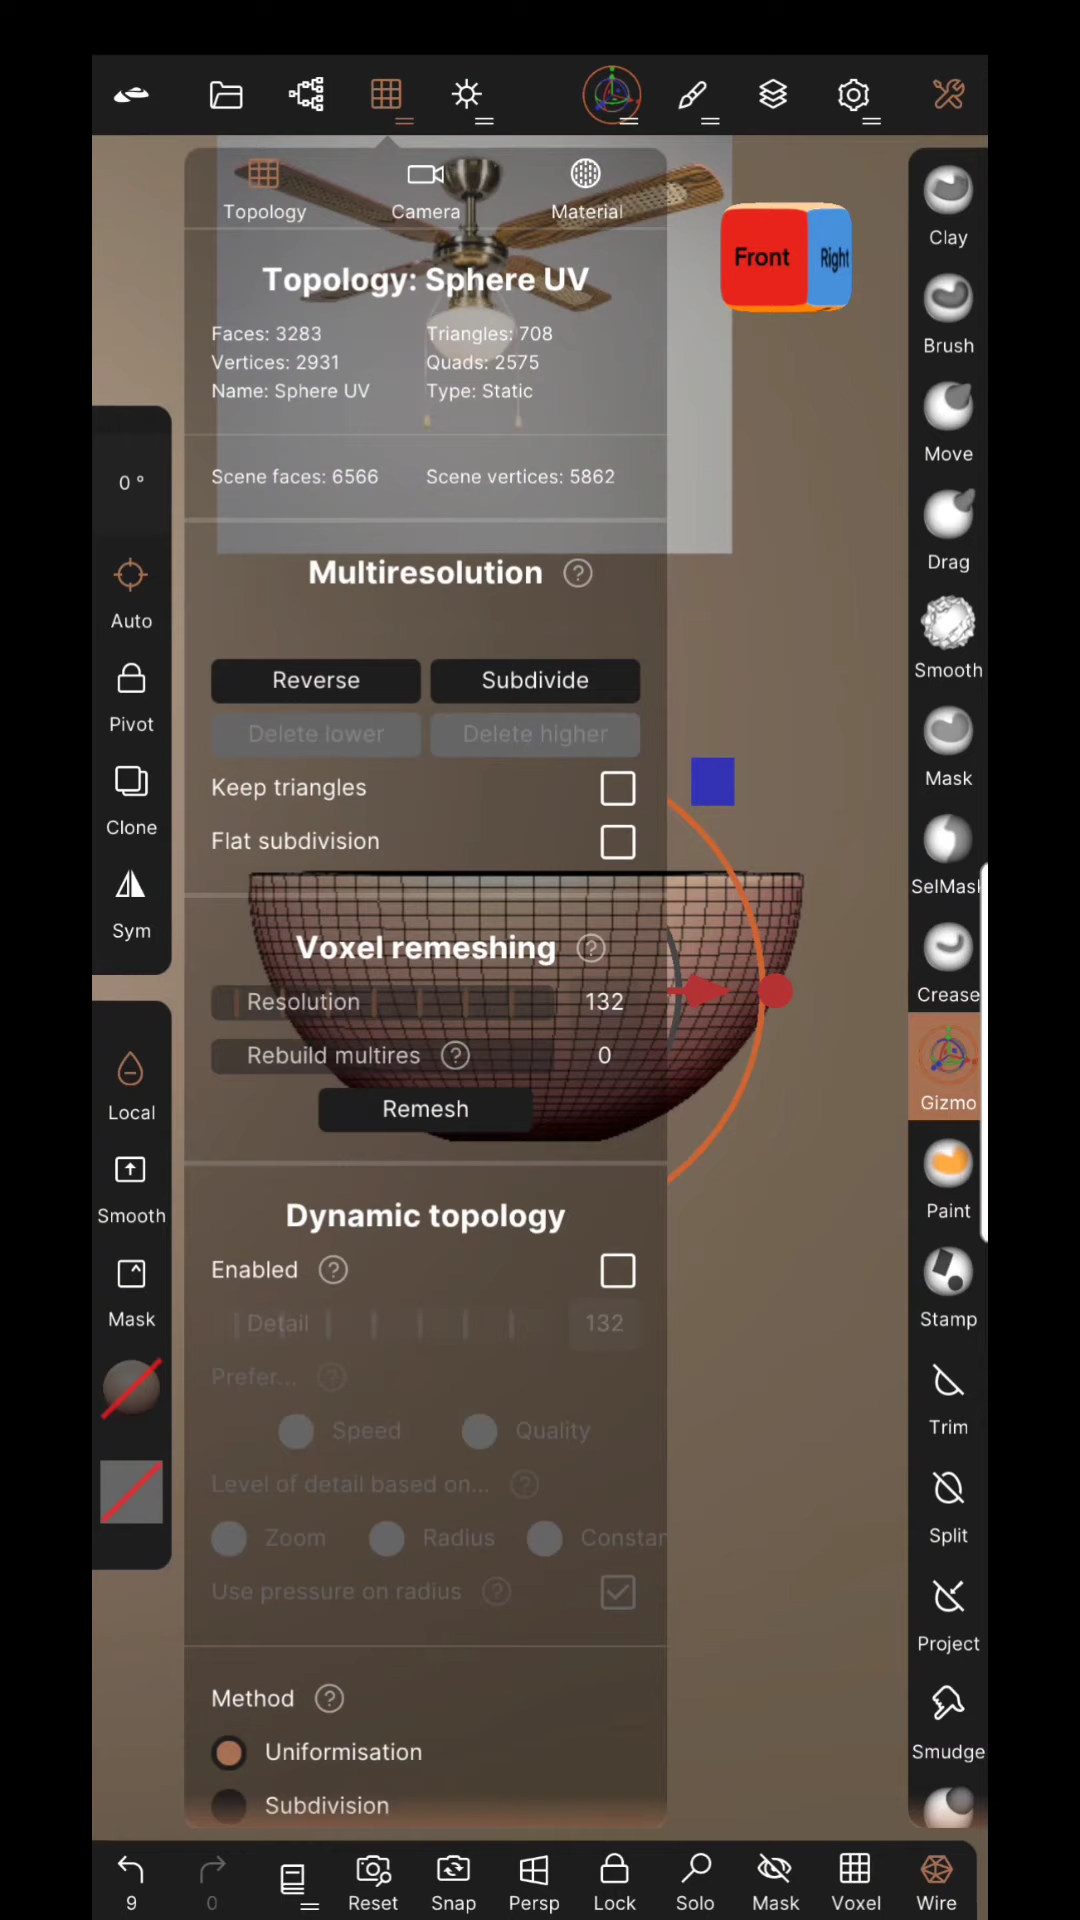 Topology
Camera
Material
Topology: Sphere UV
Faces: 3283
Triangles: 708
Vertices: 2931
Quads: 2575
Name: Sphere UV
Type: Static
Scene faces: 6566
Scene vertices: 5862
Multiresolution ?
Reverse
Subdivide
Delete lower
Delete higher
Keep triangles
Flat subdivision
Voxel remeshing ?
Resolution 132
Rebuild multires ? 0
Remesh
Dynamic topology
Enabled ?
Detail 132
Prefer... ?
Speed
Quality
Level of detail based on... ?
Zoom
Radius
Constan
Use pressure on radius ?
Method ?
Uniformisation
Subdivision
Front
Right
0 °
Auto
Pivot
Clone
Sym
Local
Smooth
Mask
Clay
Brush
Move
Drag
Smooth
Mask
SelMask
Crease
Gizmo
Paint
Stamp
Trim
Split
Project
Smudge
9
0
Reset
Snap
Persp
Lock
Solo
Mask
Voxel
Wire